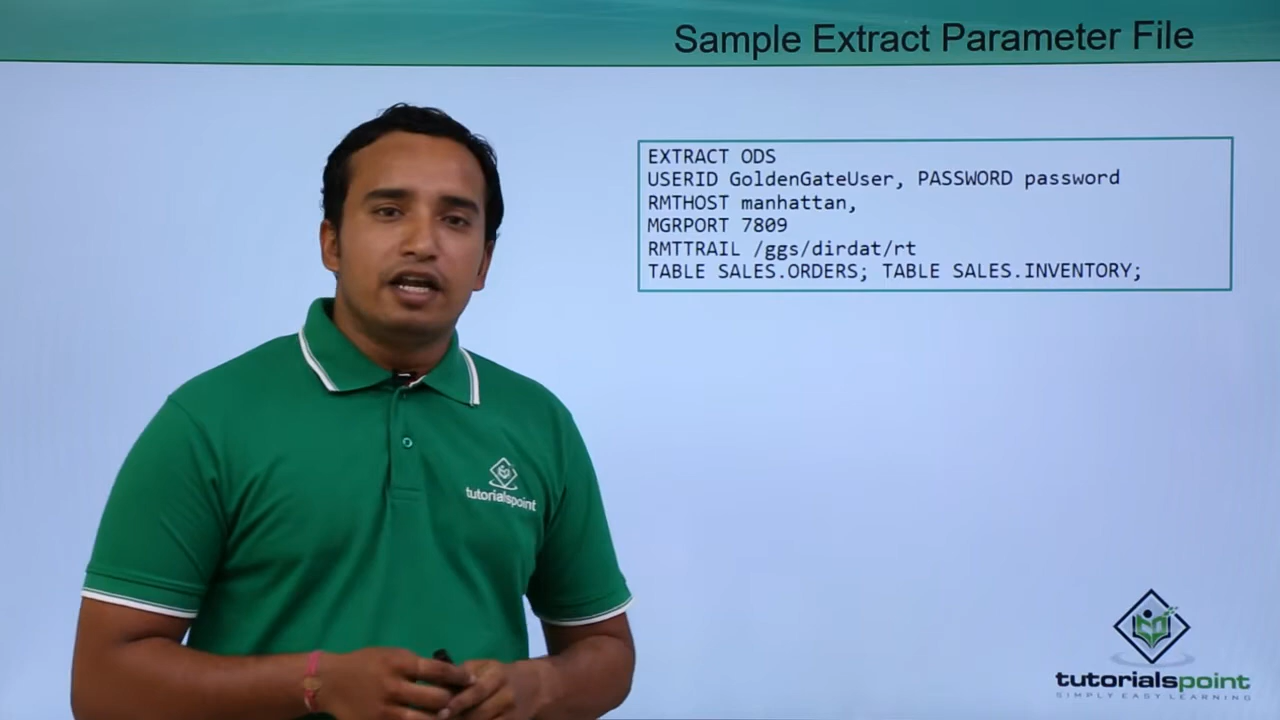 Sample Extract Parameter File
EXTRACT ODS
USERID GoldenGateUser, PASSWORD password
RMTHOST manhattan,
MGRPORT 7809
RMTTRAIL /ggs/dirdat/rt
TABLE SALES.ORDERS; TABLE SALES.INVENTORY;
tutorialspoint
tutorialspoint
SIMPLY EASY LEARNING